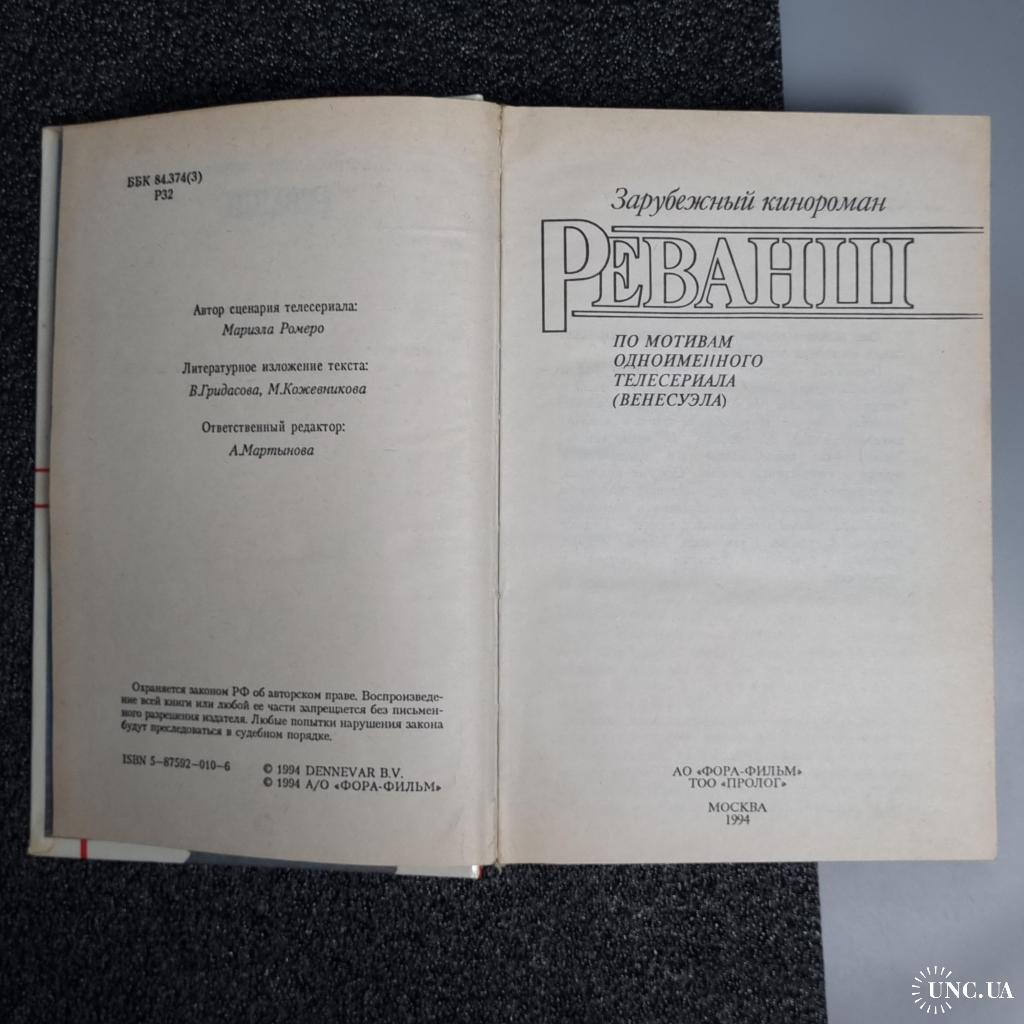 ББК 84.374(3)
Р32
Автор сценария телесериала:
Мариэла Ромеро
Литературное изложение текста:
В.Гридасова, М.Кожевникова
Ответственный редактор:
А.Мартынова
Охраняется законом РФ об авторском праве. Воспроизведе-
ние всей книги или любой ее части запрещается без письмен-
ного разрешения издателя. Любые попытки нарушения закона
будут преследоваться в судебном порядке.
ISBN 5-87592-010-6
© 1994 DENNEVAR B.V.
© 1994 А/О «ФОРА-ФИЛЬМ»
Зарубежный кинороман
РЕВАНШ
ПО МОТИВАМ
ОДНОИМЕННОГО
ТЕЛЕСЕРИАЛА
(ВЕНЕСУЭЛА)
АО «ФОРА-ФИЛЬМ»
ТОО «ПРОЛОГ»
МОСКВА
1994
UNC.UA